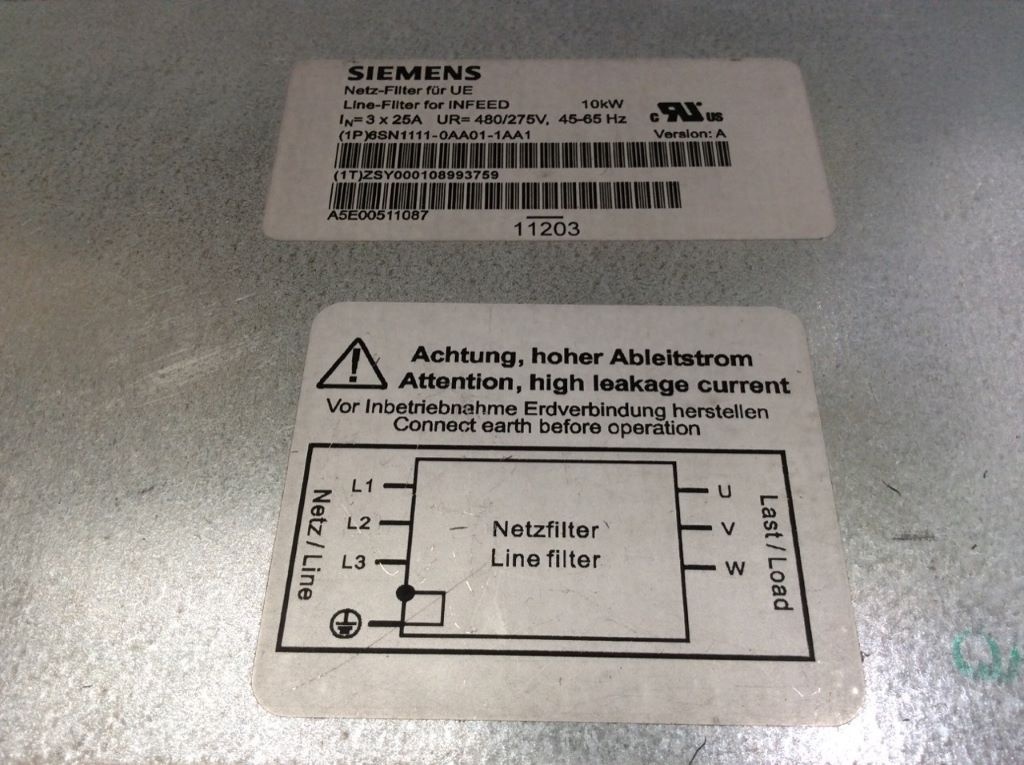 SIEMENS
Netz-Filter für UE
Line-Filter for INFEED 10kW
IN= 3 x 25A UR= 480/275V, 45-65 Hz
c RU US
(1P)6SN1111-0AA01-1AA1 Version: A
(1T)ZSY000108993759
A5E00511087
11203
Achtung, hoher Ableitstrom
Attention, high leakage current
Vor Inbetriebnahme Erdverbindung herstellen
Connect earth before operation
Netz / Line
L1
L2
L3
Netzfilter
Line filter
U
V
W
Last / Load